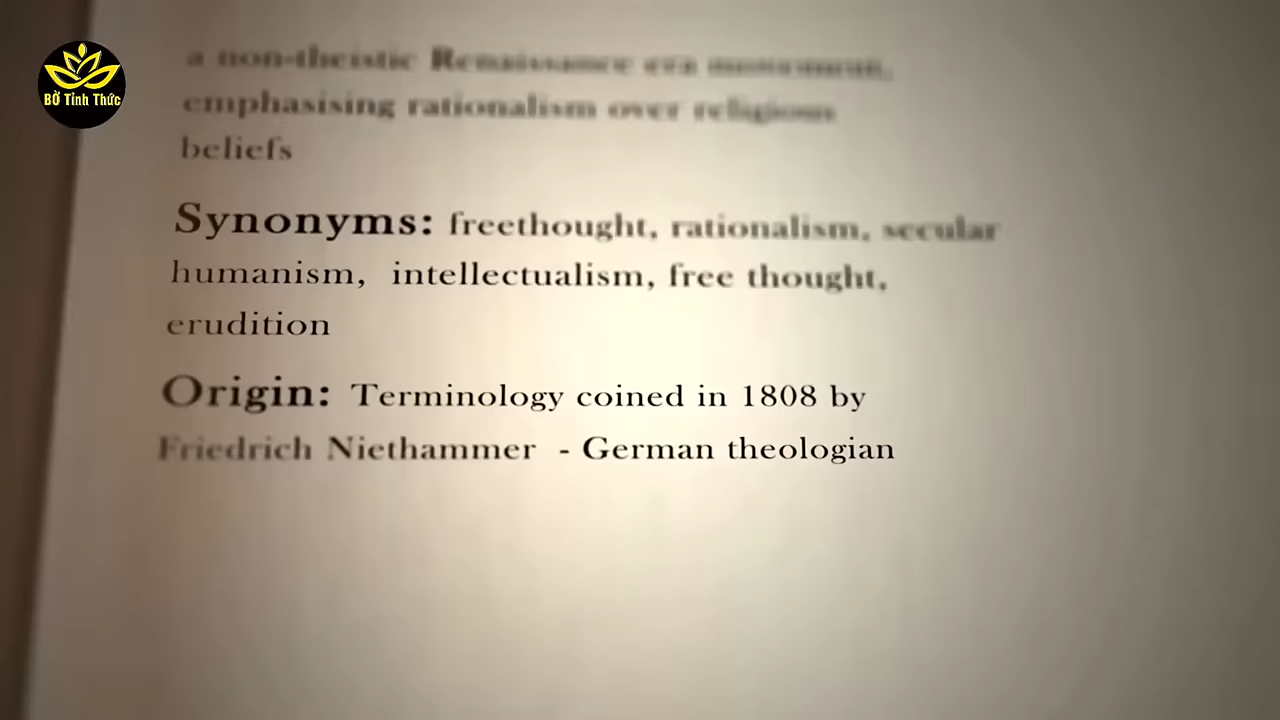 BỜ Tỉnh Thức
a non-theistic Renaissance era movement,
emphasising rationalism over religious
beliefs
Synonyms: freethought, rationalism, secular
humanism, intellectualism, free thought,
erudition
Origin: Terminology coined in 1808 by
Friedrich Niethammer - German theologian